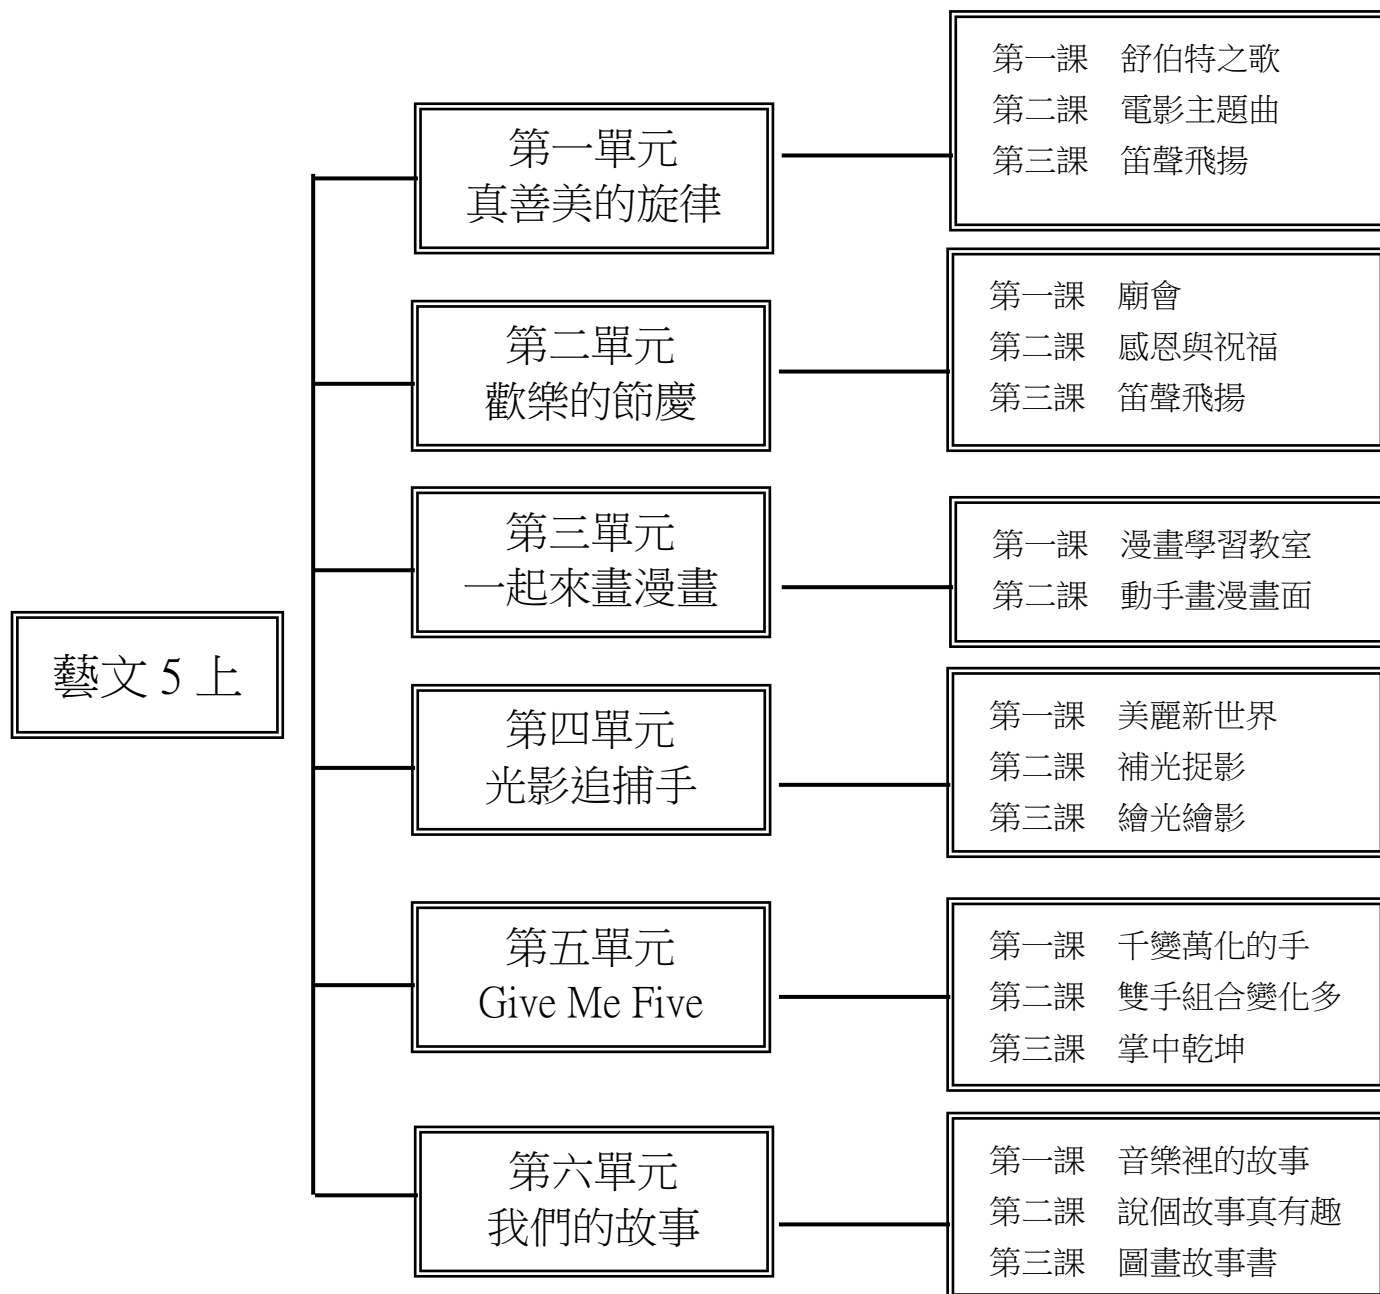 藝文 5 上
第一單元
真善美的旋律
第一課　舒伯特之歌
第二課　電影主題曲
第三課　笛聲飛揚
第二單元
歡樂的節慶
第一課　廟會
第二課　感恩與祝福
第三課　笛聲飛揚
第三單元
一起來畫漫畫
第一課　漫畫學習教室
第二課　動手畫漫畫面
第四單元
光影追捕手
第一課　美麗新世界
第二課　補光捉影
第三課　繪光繪影
第五單元
Give Me Five
第一課　千變萬化的手
第二課　雙手組合變化多
第三課　掌中乾坤
第六單元
我們的故事
第一課　音樂裡的故事
第二課　說個故事真有趣
第三課　圖畫故事書